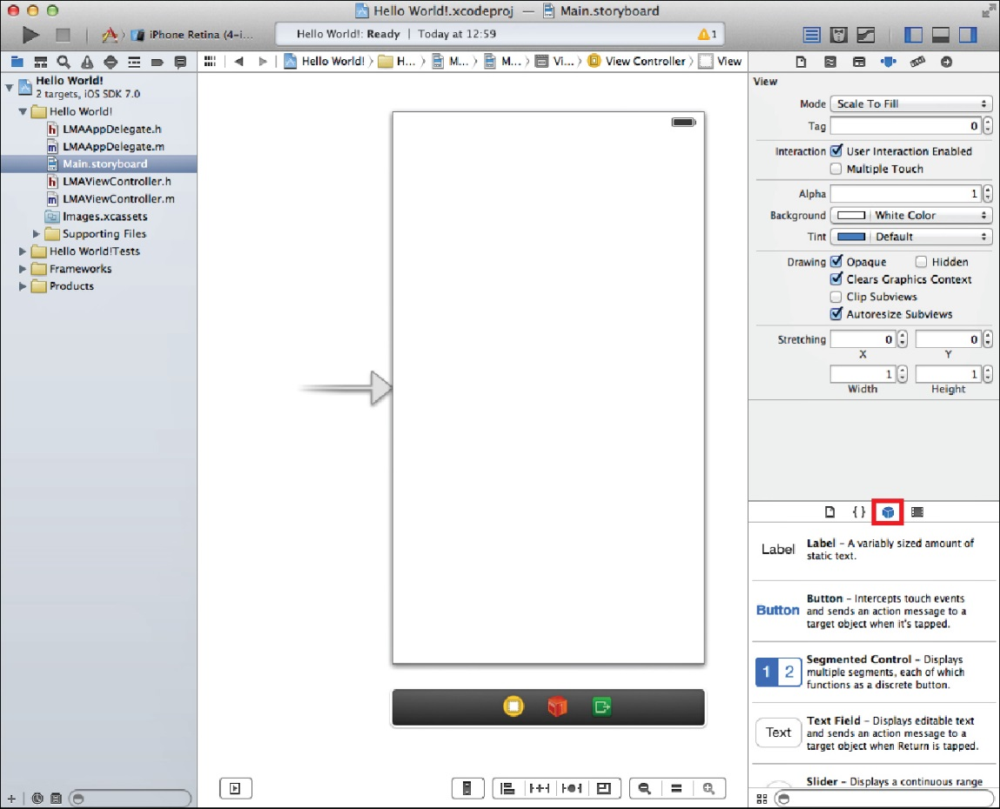 Hello World!.xcodeproj — Main.storyboard
iPhone Retina (4-i...
Hello World!: Ready | Today at 12:59
1
Hello World! H... M... M... Vi... View Controller View
Hello World!
2 targets, iOS SDK 7.0
Hello World!
LMAAppDelegate.h
LMAAppDelegate.m
Main.storyboard
LMAViewController.h
LMAViewController.m
Images.xcassets
Supporting Files
Hello World!Tests
Frameworks
Products
View
Mode Scale To Fill
Tag 0
Interaction User Interaction Enabled
Multiple Touch
Alpha 1
Background White Color
Tint Default
Drawing Opaque Hidden
Clears Graphics Context
Clip Subviews
Autoresize Subviews
Stretching 0 0
X Y
1 1
Width Height
{ }
Label
Label – A variably sized amount of
static text.
Button
Button – Intercepts touch events
and sends an action message to a
target object when it's tapped.
1 2
Segmented Control – Displays
multiple segments, each of which
functions as a discrete button.
Text
Text Field – Displays editable text
and sends an action message to a
target object when Return is tapped.
Slider – Displays a continuous range